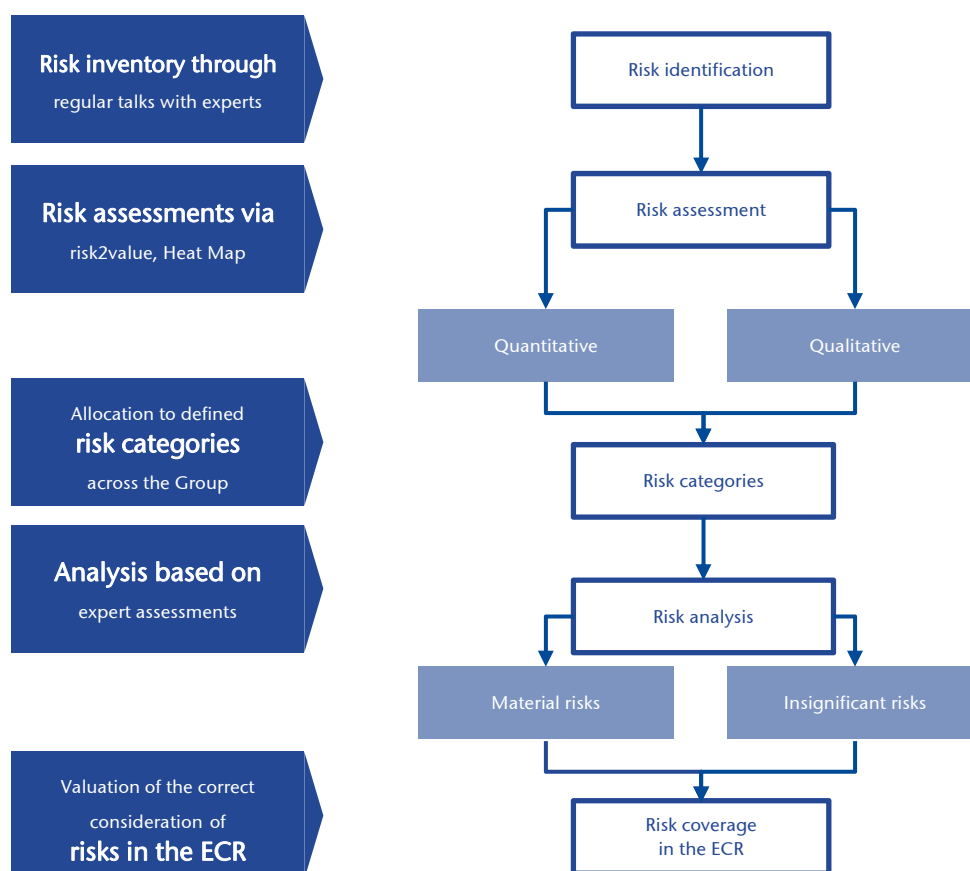 Risk inventory through
regular talks with experts
Risk identification
Risk assessments via
risk2value, Heat Map
Risk assessment
Quantitative
Qualitative
Allocation to defined
risk categories
across the Group
Risk categories
Analysis based on
expert assessments
Risk analysis
Material risks
Insignificant risks
Valuation of the correct
consideration of
risks in the ECR
Risk coverage
in the ECR